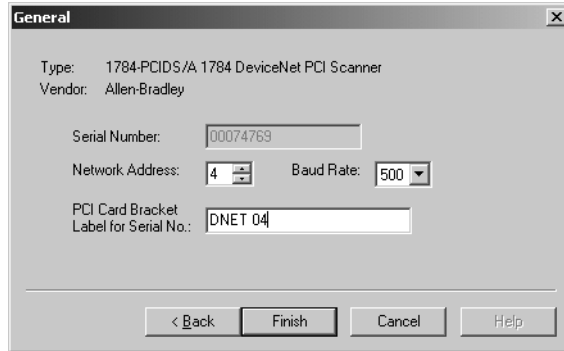 General
Type: 1784-PCIDS/A 1784 DeviceNet PCI Scanner
Vendor: Allen-Bradley
Serial Number: 00074769
Network Address: 4 Baud Rate: 500
PCI Card Bracket
Label for Serial No.: DNET 04
< Back Finish Cancel Help